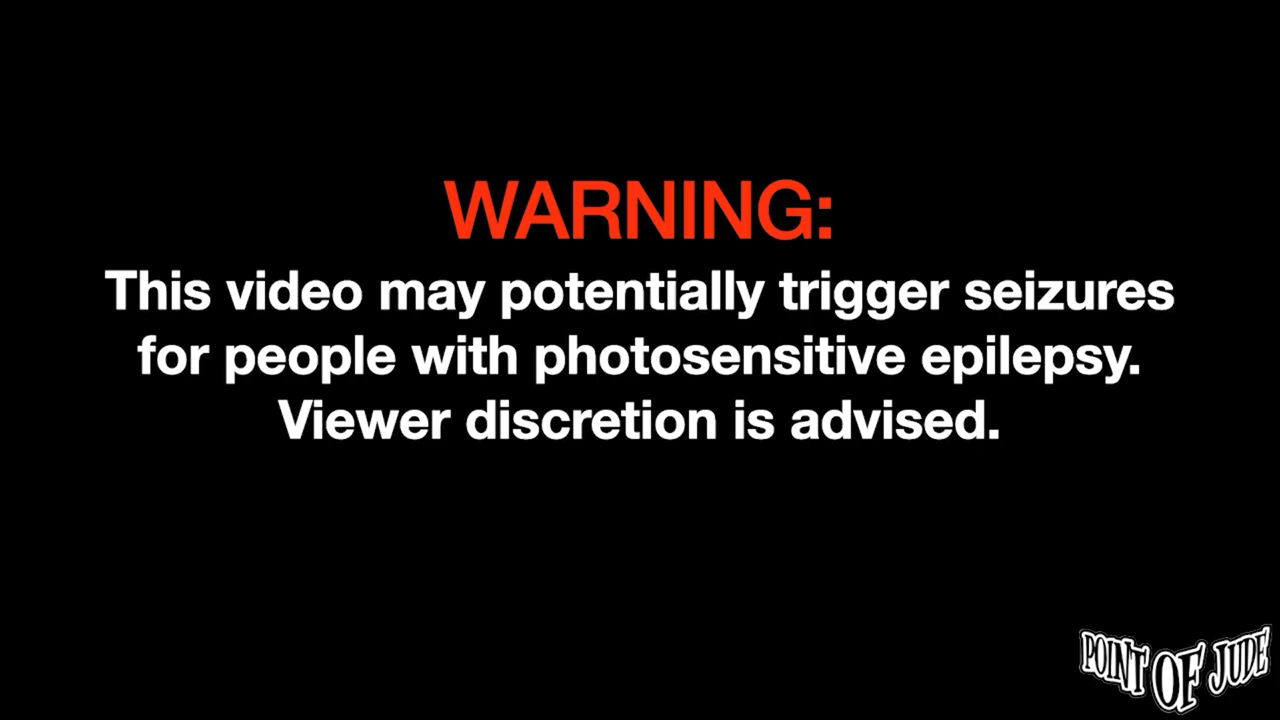 WARNING:
This video may potentially trigger seizures
for people with photosensitive epilepsy.
Viewer discretion is advised.
POINT OF JUDE